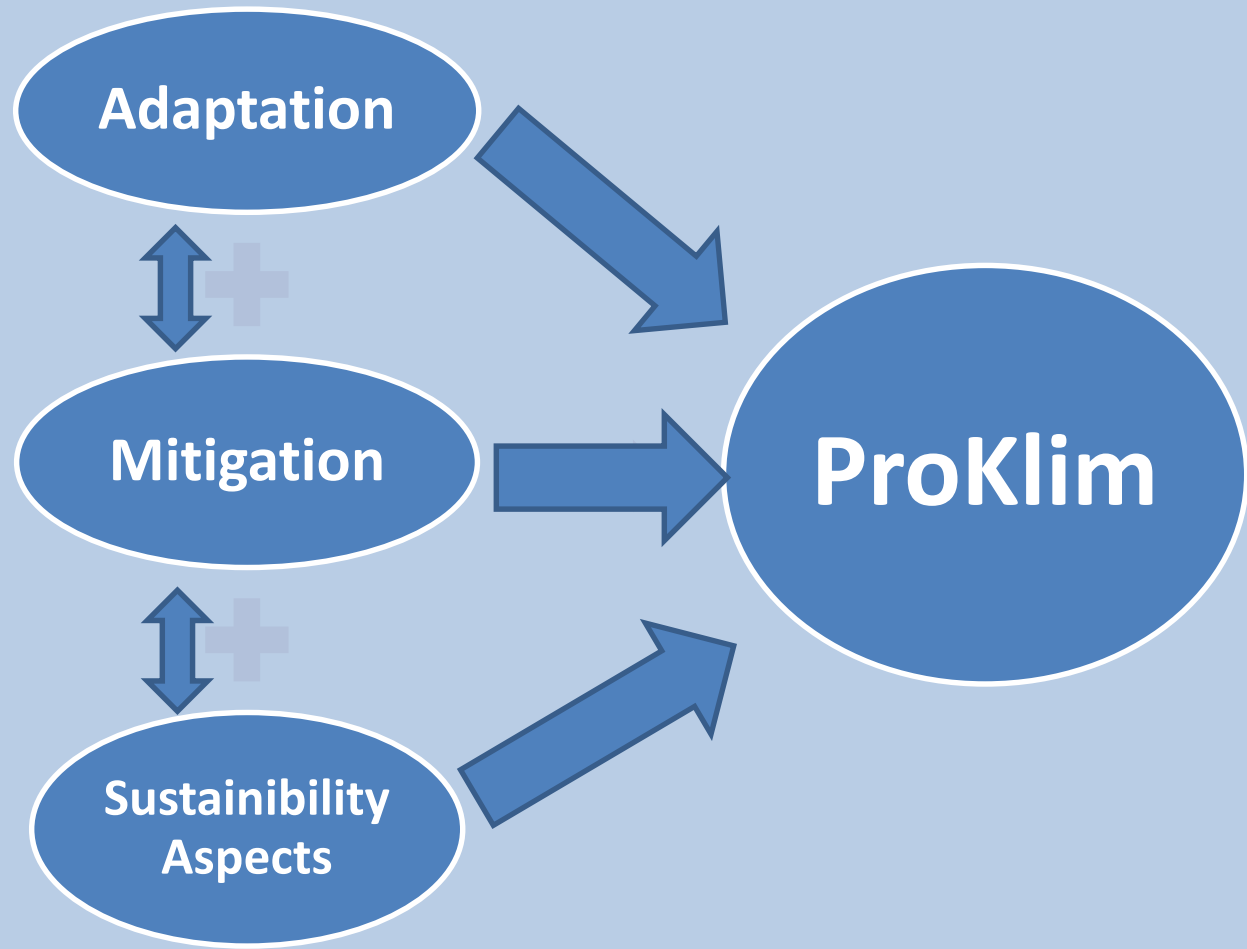 Adaptation
Mitigation
Sustainibility
Aspects
ProKlim